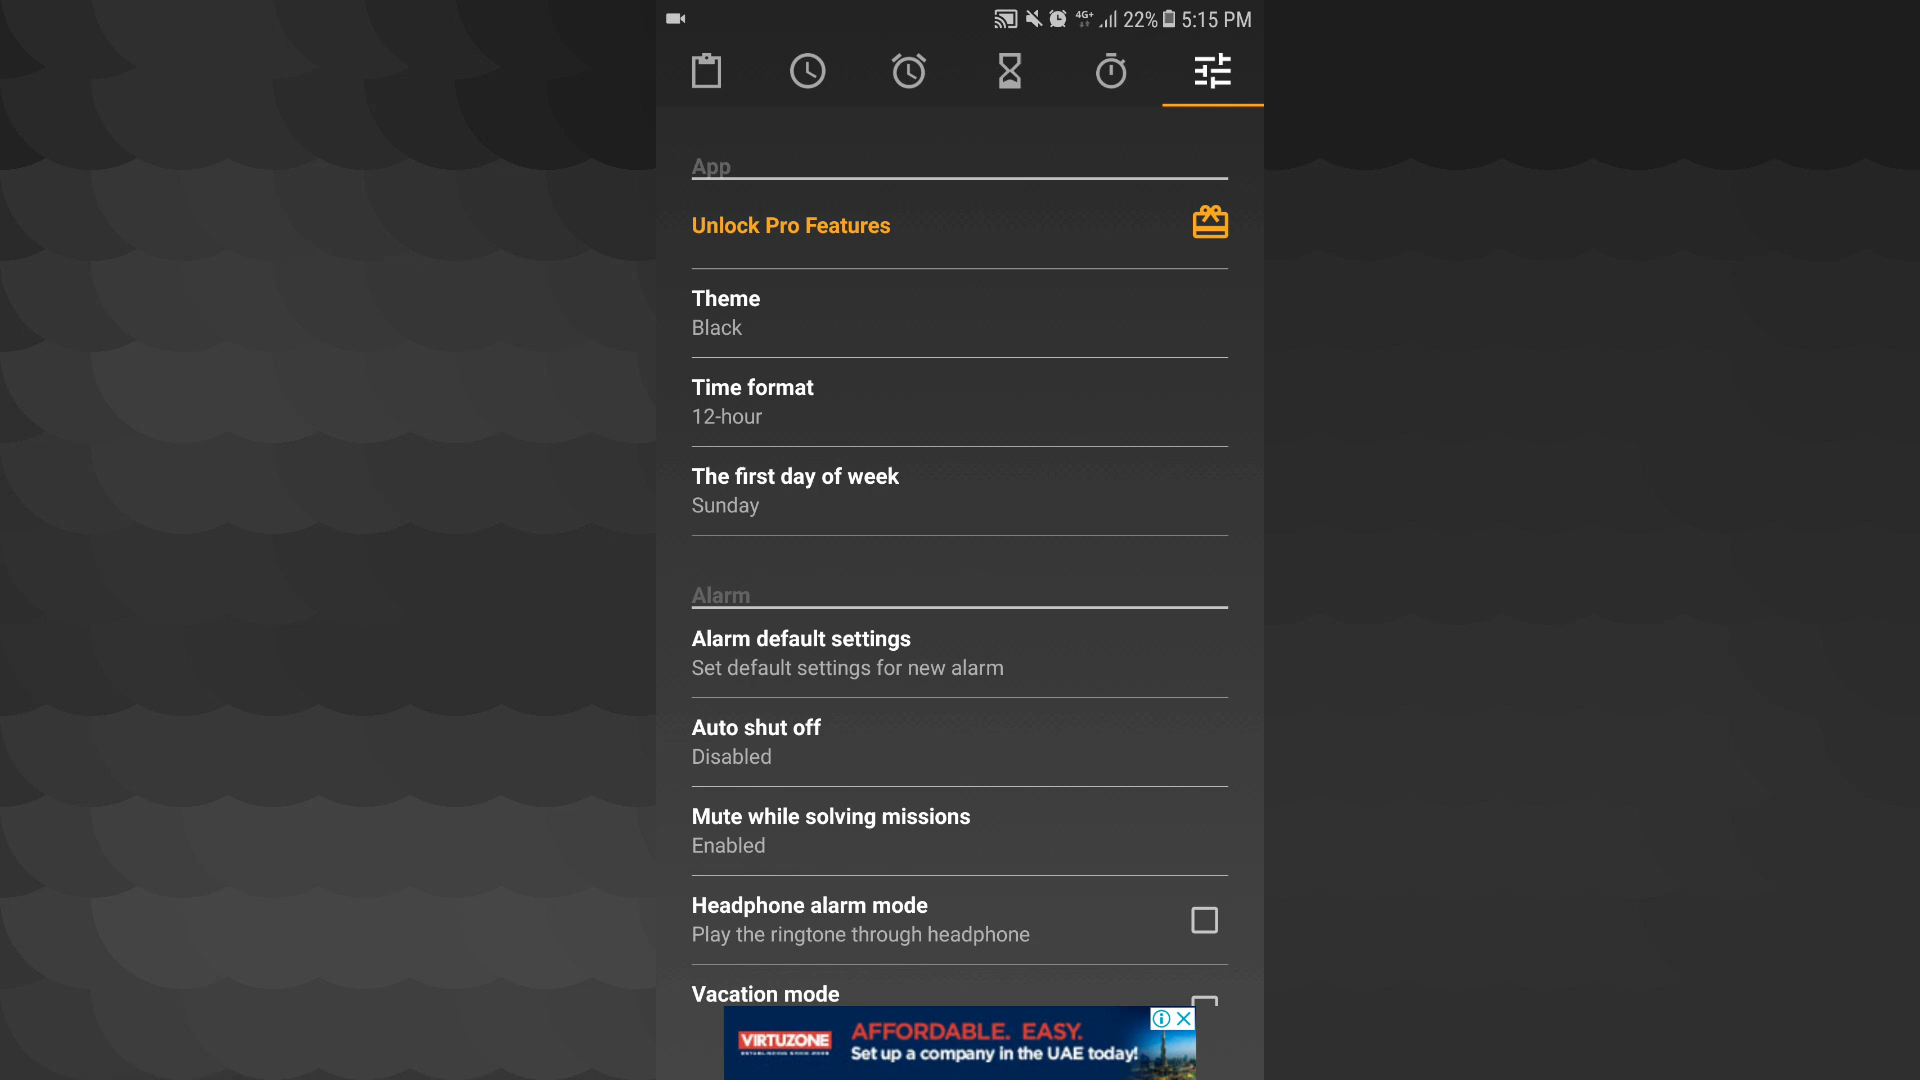 4G+ 22% 5:15 PM
App
Unlock Pro Features
Theme
Black
Time format
12-hour
The first day of week
Sunday
Alarm
Alarm default settings
Set default settings for new alarm
Auto shut off
Disabled
Mute while solving missions
Enabled
Headphone alarm mode
Play the ringtone through headphone
Vacation mode
VIRTUZONE
AFFORDABLE. EASY.
Set up a company in the UAE today!